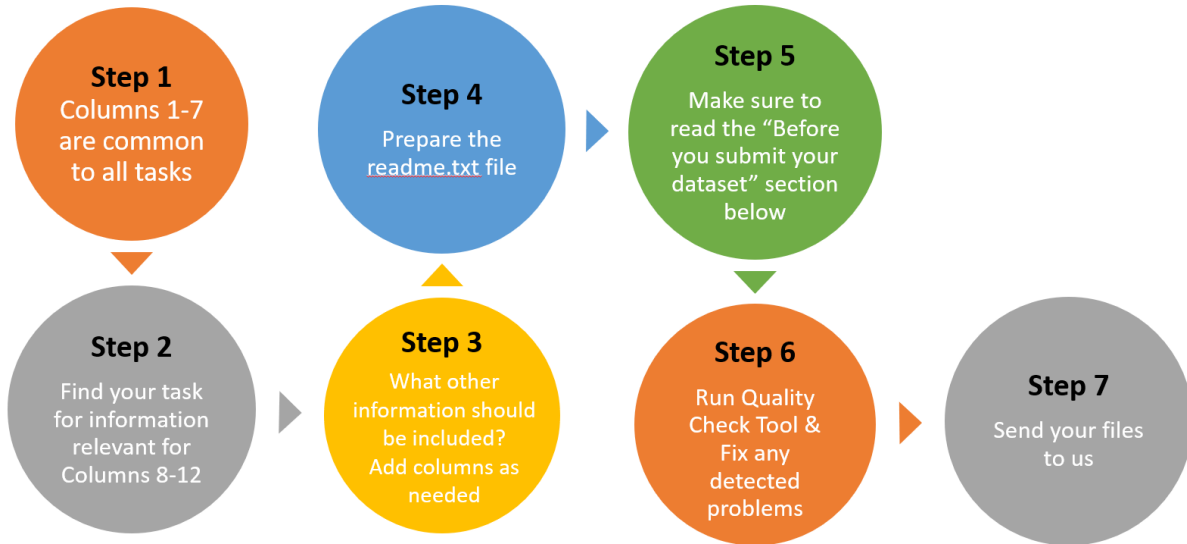 Step 1
Columns 1-7
are common
to all tasks
Step 2
Find your task
for information
relevant for
Columns 8-12
Step 3
What other
information should
be included?
Add columns as
needed
Step 4
Prepare the
readme.txt file
Step 5
Make sure to
read the “Before
you submit your
dataset” section
below
Step 6
Run Quality
Check Tool &
Fix any
detected
problems
Step 7
Send your files
to us